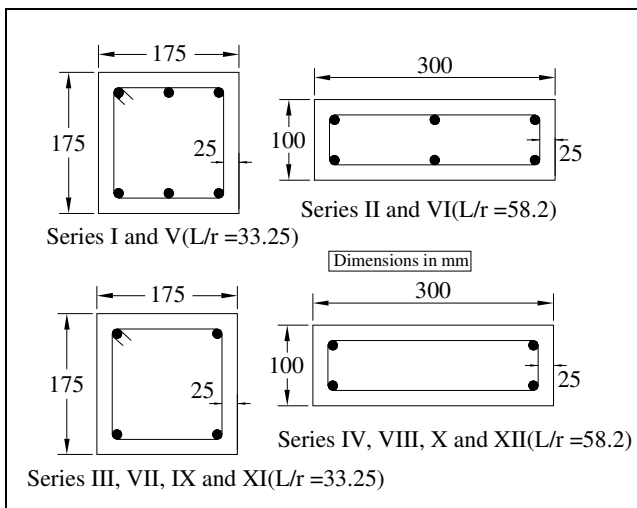 175
175
25
Series I and V(L/r =33.25)
300
100
25
Series II and VI(L/r =58.2)
Dimensions in mm
175
175
25
Series III, VII, IX and XI(L/r =33.25)
300
100
25
Series IV, VIII, X and XII(L/r =58.2)